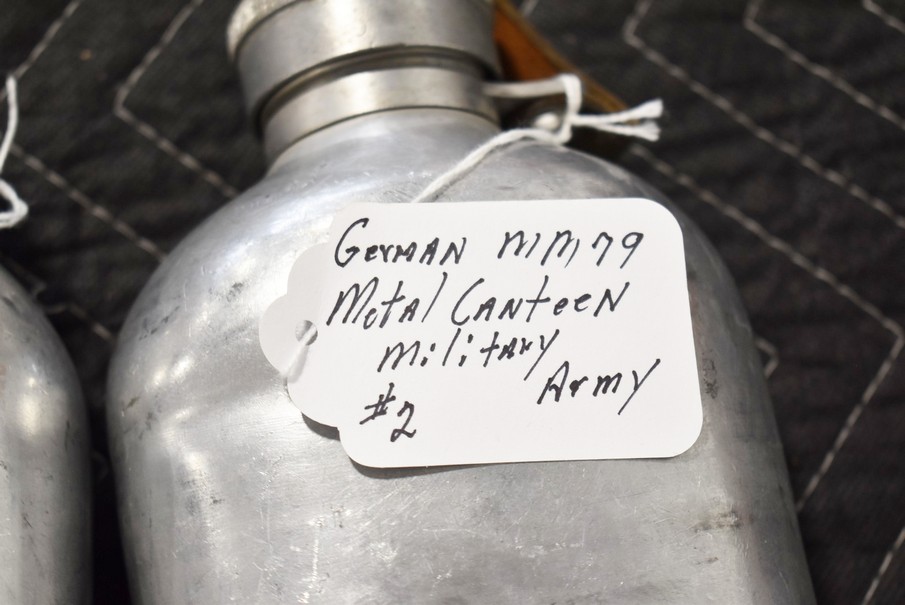 German MM79
Metal Canteen
Military
Army
#2